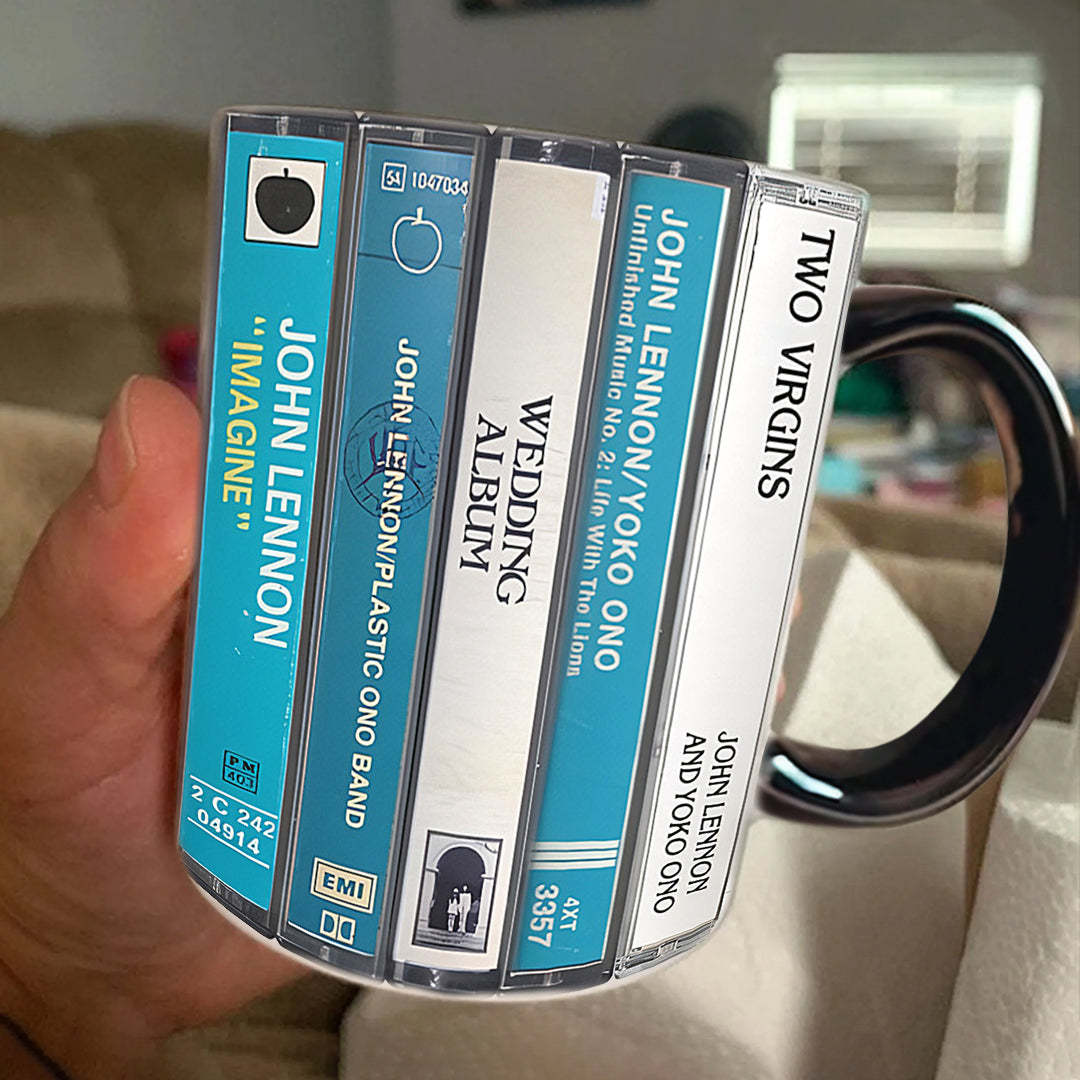 JOHN LENNON
"IMAGINE"
PM
403
2 C 242
04914
54 1047034
JOHN LENNON/PLASTIC ONO BAND
EMI
WEDDING
ALBUM
JOHN LENNON/YOKO ONO
Unfinished Music No. 2: Life With The Lions
4XT
3357
TWO VIRGINS
JOHN LENNON
AND YOKO ONO